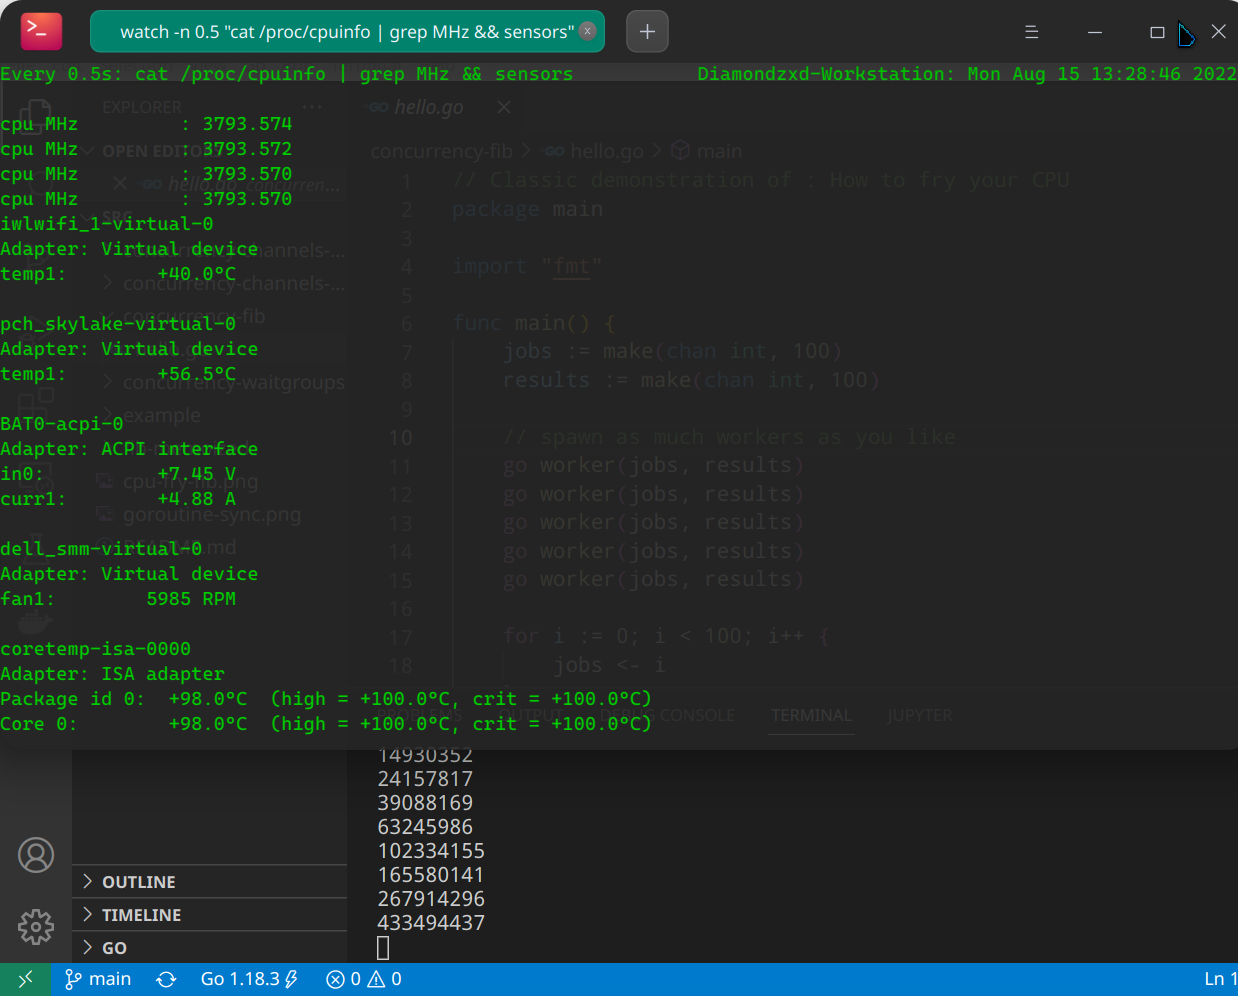 watch -n 0.5 "cat /proc/cpuinfo | grep MHz && sensors"
Every 0.5s: cat /proc/cpuinfo | grep MHz && sensors
Diamondzxd-Workstation: Mon Aug 15 13:28:46 2022
cpu MHz : 3793.574
cpu MHz : 3793.572
cpu MHz : 3793.570
cpu MHz : 3793.570
iwlwifi_1-virtual-0
Adapter: Virtual device
temp1: +40.0°C
pch_skylake-virtual-0
Adapter: Virtual device
temp1: +56.5°C
BAT0-acpi-0
Adapter: ACPI interface
in0: +7.45 V
curr1: +4.88 A
dell_smm-virtual-0
Adapter: Virtual device
fan1: 5985 RPM
coretemp-isa-0000
Adapter: ISA adapter
Package id 0: +98.0°C (high = +100.0°C, crit = +100.0°C)
Core 0: +98.0°C (high = +100.0°C, crit = +100.0°C)
EXPLORER
OPEN EDITORS
hello.go concurren...
SRC
concurrency-channels-...
concurrency-channels-...
concurrency-fib
concurrency-waitgroups
example
cpu-fry-fib.png
goroutine-sync.png
README.md
hello.go
concurrency-fib > hello.go > main
1 // Classic demonstration of : How to fry your CPU
2 package main
3
4 import "fmt"
5
6 func main() {
7 jobs := make(chan int, 100)
8 results := make(chan int, 100)
9
10 // spawn as much workers as you like
11 go worker(jobs, results)
12 go worker(jobs, results)
13 go worker(jobs, results)
14 go worker(jobs, results)
15 go worker(jobs, results)
16
17 for i := 0; i < 100; i++ {
18 jobs <- i
PROBLEMS OUTPUT DEBUG CONSOLE TERMINAL JUPYTER
14930352
24157817
39088169
63245986
102334155
165580141
267914296
433494437
OUTLINE
TIMELINE
GO
main Go 1.18.3 0 0 Ln 1